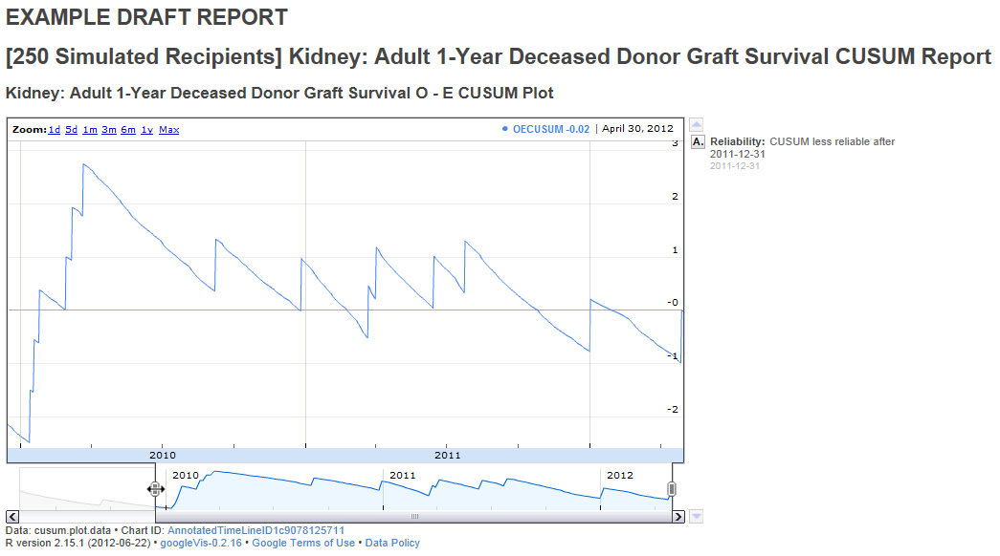 EXAMPLE DRAFT REPORT
[250 Simulated Recipients] Kidney: Adult 1-Year Deceased Donor Graft Survival CUSUM Report
Kidney: Adult 1-Year Deceased Donor Graft Survival O - E CUSUM Plot
Zoom: 1d 5d 1m 3m 6m 1y Max
OECUSUM -0.02 | April 30, 2012
A. Reliability: CUSUM less reliable after
2011-12-31
2011-12-31
3
2
1
-0
-1
-2
2010 2011
2010 2011 2012
Data: cusum.plot.data • Chart ID: AnnotatedTimeLineID1c9078125711
R version 2.15.1 (2012-06-22) • googleVis-0.2.16 • Google Terms of Use • Data Policy